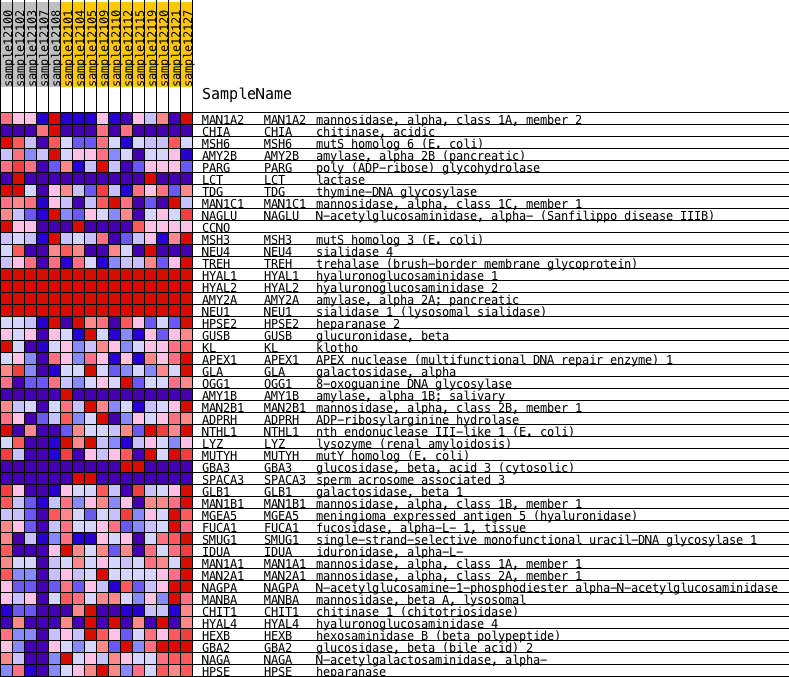 sample12100
sample12102
sample12103
sample12107
sample12108
sample12101
sample12104
sample12105
sample12109
sample12110
sample12112
sample12115
sample12119
sample12120
sample12121
sample12127
SampleName
MAN1A2 MAN1A2 mannosidase, alpha, class 1A, member 2
CHIA CHIA chitinase, acidic
MSH6 MSH6 mutS homolog 6 (E. coli)
AMY2B AMY2B amylase, alpha 2B (pancreatic)
PARG PARG poly (ADP-ribose) glycohydrolase
LCT LCT lactase
TDG TDG thymine-DNA glycosylase
MAN1C1 MAN1C1 mannosidase, alpha, class 1C, member 1
NAGLU NAGLU N-acetylglucosaminidase, alpha- (Sanfilippo disease IIIB)
CCNO
MSH3 MSH3 mutS homolog 3 (E. coli)
NEU4 NEU4 sialidase 4
TREH TREH trehalase (brush-border membrane glycoprotein)
HYAL1 HYAL1 hyaluronoglucosaminidase 1
HYAL2 HYAL2 hyaluronoglucosaminidase 2
AMY2A AMY2A amylase, alpha 2A; pancreatic
NEU1 NEU1 sialidase 1 (lysosomal sialidase)
HPSE2 HPSE2 heparanase 2
GUSB GUSB glucuronidase, beta
KL KL klotho
APEX1 APEX1 APEX nuclease (multifunctional DNA repair enzyme) 1
GLA GLA galactosidase, alpha
OGG1 OGG1 8-oxoguanine DNA glycosylase
AMY1B AMY1B amylase, alpha 1B; salivary
MAN2B1 MAN2B1 mannosidase, alpha, class 2B, member 1
ADPRH ADPRH ADP-ribosylarginine hydrolase
NTHL1 NTHL1 nth endonuclease III-like 1 (E. coli)
LYZ LYZ lysozyme (renal amyloidosis)
MUTYH MUTYH mutY homolog (E. coli)
GBA3 GBA3 glucosidase, beta, acid 3 (cytosolic)
SPACA3 SPACA3 sperm acrosome associated 3
GLB1 GLB1 galactosidase, beta 1
MAN1B1 MAN1B1 mannosidase, alpha, class 1B, member 1
MGEA5 MGEA5 meningioma expressed antigen 5 (hyaluronidase)
FUCA1 FUCA1 fucosidase, alpha-L- 1, tissue
SMUG1 SMUG1 single-strand-selective monofunctional uracil-DNA glycosylase 1
IDUA IDUA iduronidase, alpha-L-
MAN1A1 MAN1A1 mannosidase, alpha, class 1A, member 1
MAN2A1 MAN2A1 mannosidase, alpha, class 2A, member 1
NAGPA NAGPA N-acetylglucosamine-1-phosphodiester alpha-N-acetylglucosaminidase
MANBA MANBA mannosidase, beta A, lysosomal
CHIT1 CHIT1 chitinase 1 (chitotriosidase)
HYAL4 HYAL4 hyaluronoglucosaminidase 4
HEXB HEXB hexosaminidase B (beta polypeptide)
GBA2 GBA2 glucosidase, beta (bile acid) 2
NAGA NAGA N-acetylgalactosaminidase, alpha-
HPSE HPSE heparanase